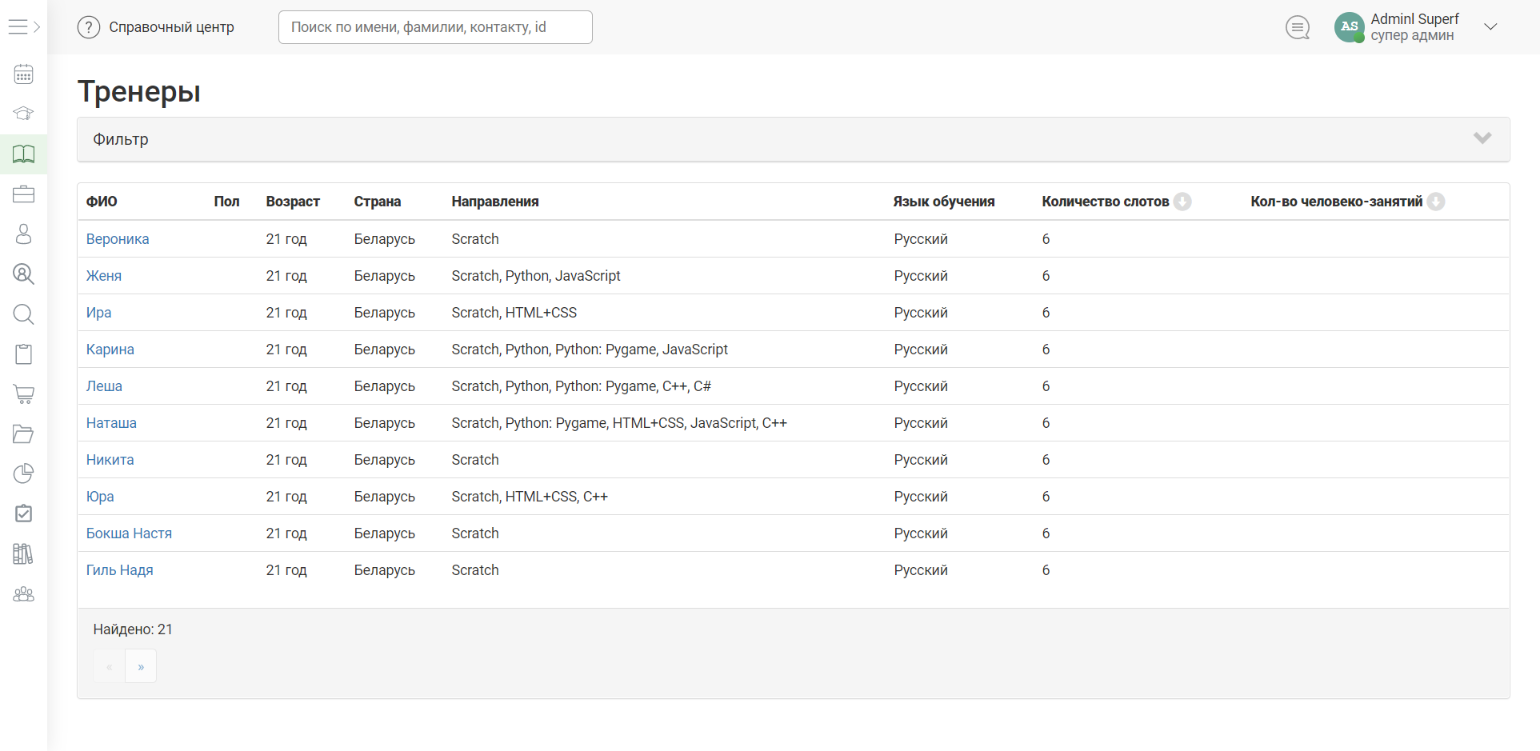 Справочный центр Поиск по имени, фамилии, контакту, id AS AdminI Superf
супер админ
Тренеры
Фильтр
ФИО Пол Возраст Страна Направления Язык обучения Количество слотов Кол-во человеко-занятий
Вероника 21 год Беларусь Scratch Русский 6
Женя 21 год Беларусь Scratch, Python, JavaScript Русский 6
Ира 21 год Беларусь Scratch, HTML+CSS Русский 6
Карина 21 год Беларусь Scratch, Python, Python: Pygame, JavaScript Русский 6
Леша 21 год Беларусь Scratch, Python, Python: Pygame, C++, C# Русский 6
Наташа 21 год Беларусь Scratch, Python: Pygame, HTML+CSS, JavaScript, C++ Русский 6
Никита 21 год Беларусь Scratch Русский 6
Юра 21 год Беларусь Scratch, HTML+CSS, C++ Русский 6
Бокша Настя 21 год Беларусь Scratch Русский 6
Гиль Надя 21 год Беларусь Scratch Русский 6
Найдено: 21
« »